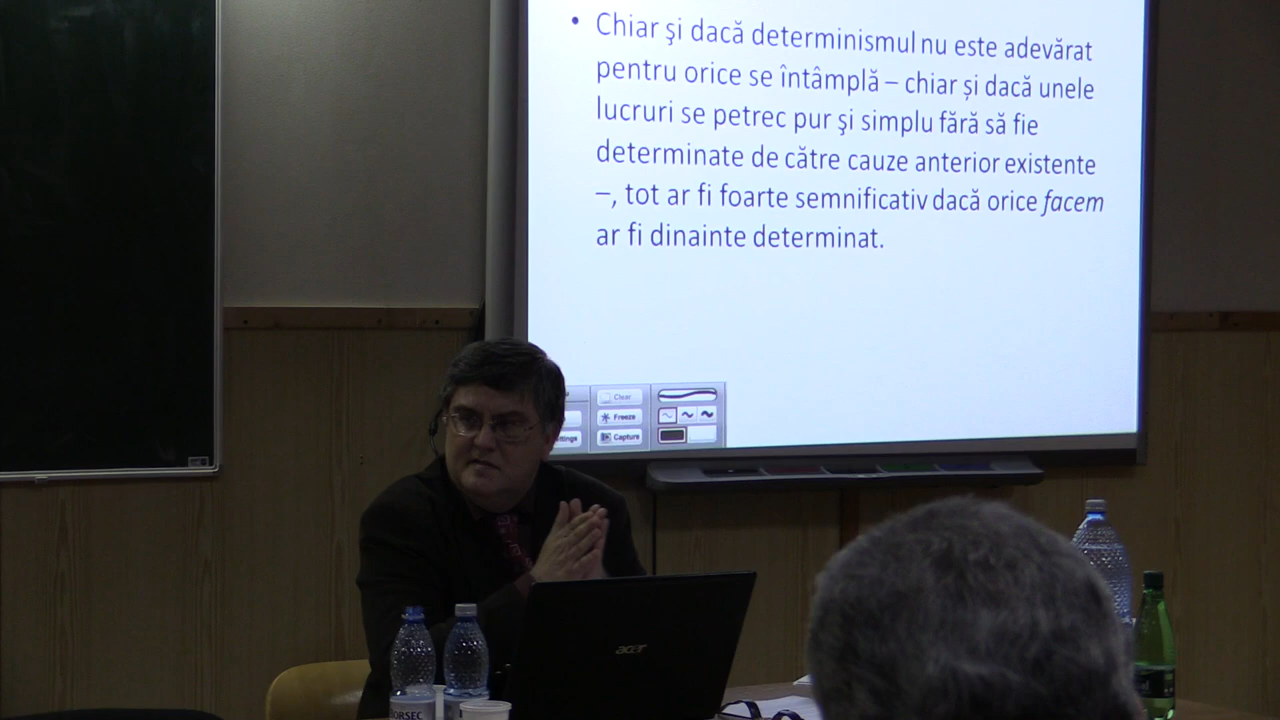 • Chiar şi dacă determinismul nu este adevărat
pentru orice se întâmplă – chiar și dacă unele
lucruri se petrec pur şi simplu fără să fie
determinate de către cauze anterior existente
–, tot ar fi foarte semnificativ dacă orice facem
ar fi dinainte determinat.
Clear
Freeze
Capture
acer
BORSEC